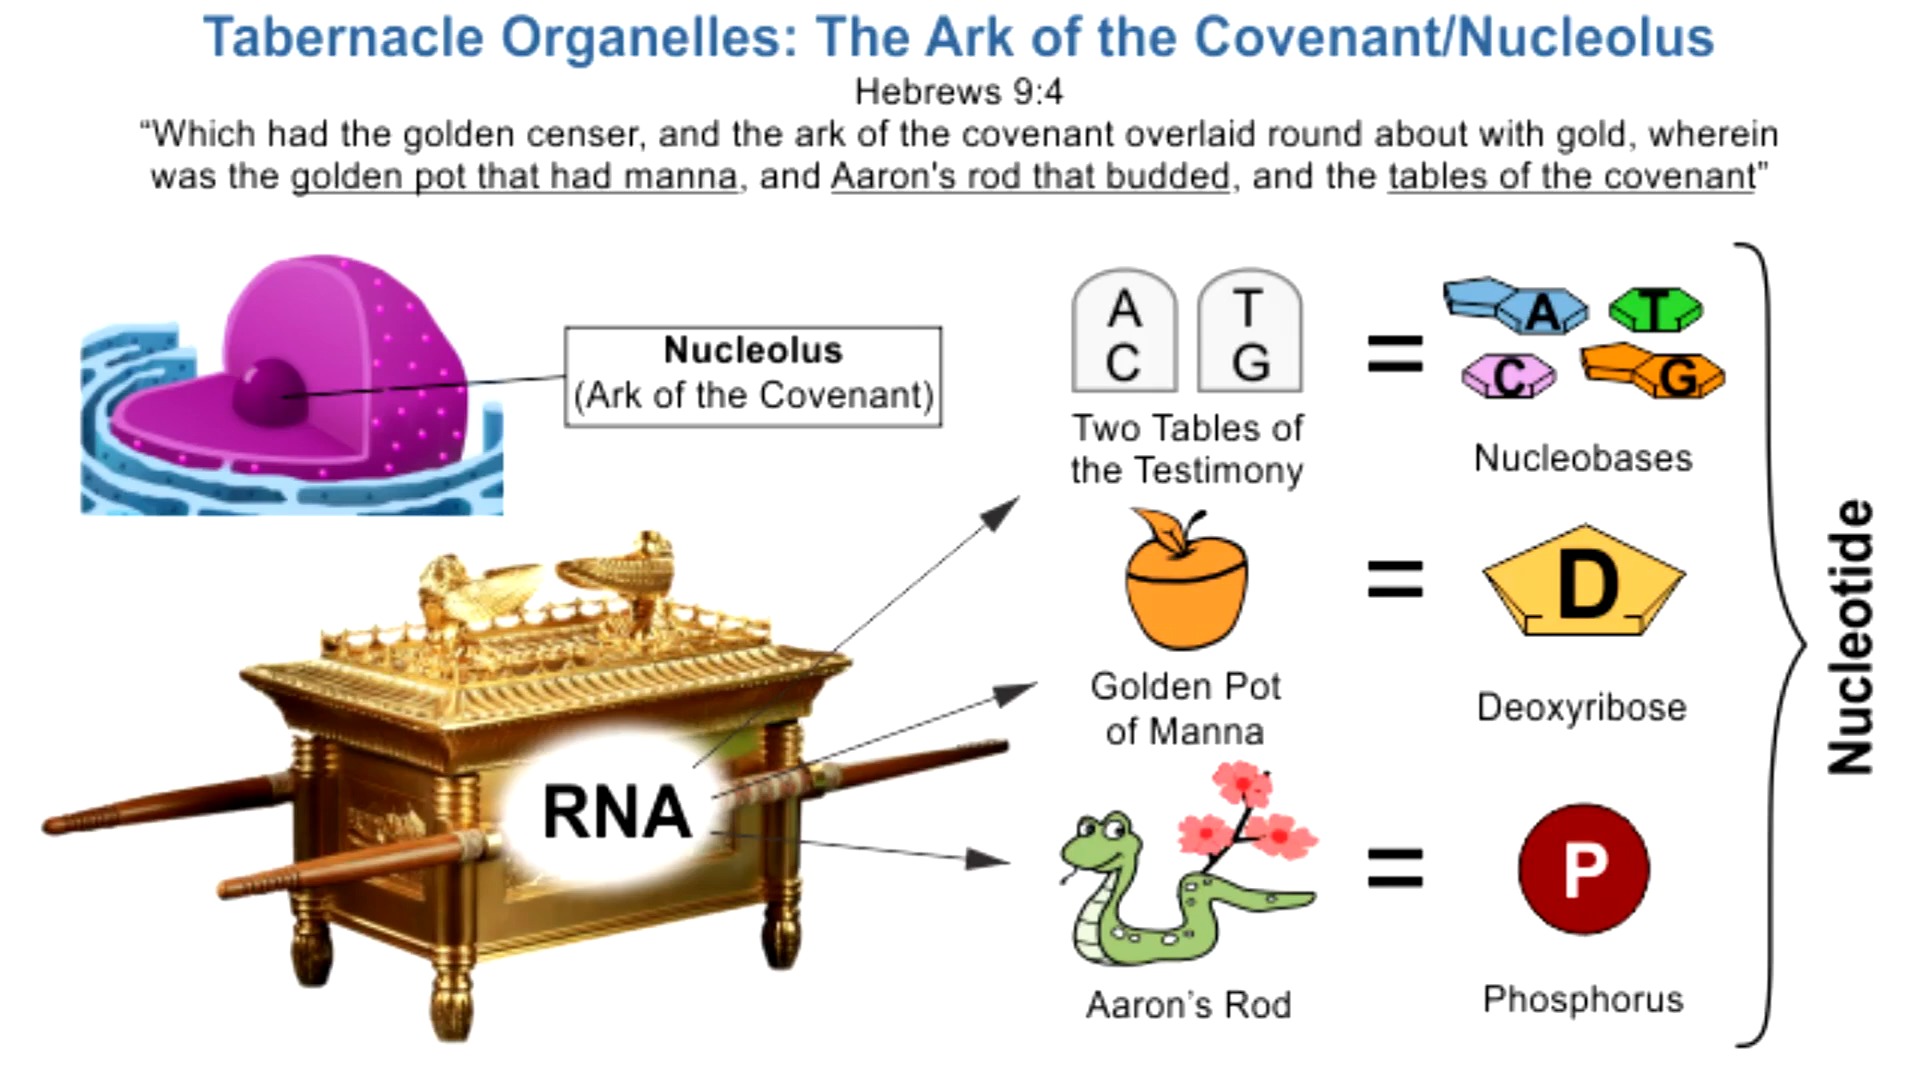 Tabernacle Organelles: The Ark of the Covenant/Nucleolus
Hebrews 9:4
“Which had the golden censer, and the ark of the covenant overlaid round about with gold, wherein
was the golden pot that had manna, and Aaron's rod that budded, and the tables of the covenant”
Nucleolus
(Ark of the Covenant)
A
C
T
G
Two Tables of
the Testimony
=
A
T
C
G
Nucleobases
RNA
Golden Pot
of Manna
=
D
Deoxyribose
Aaron’s Rod
=
P
Phosphorus
Nucleotide